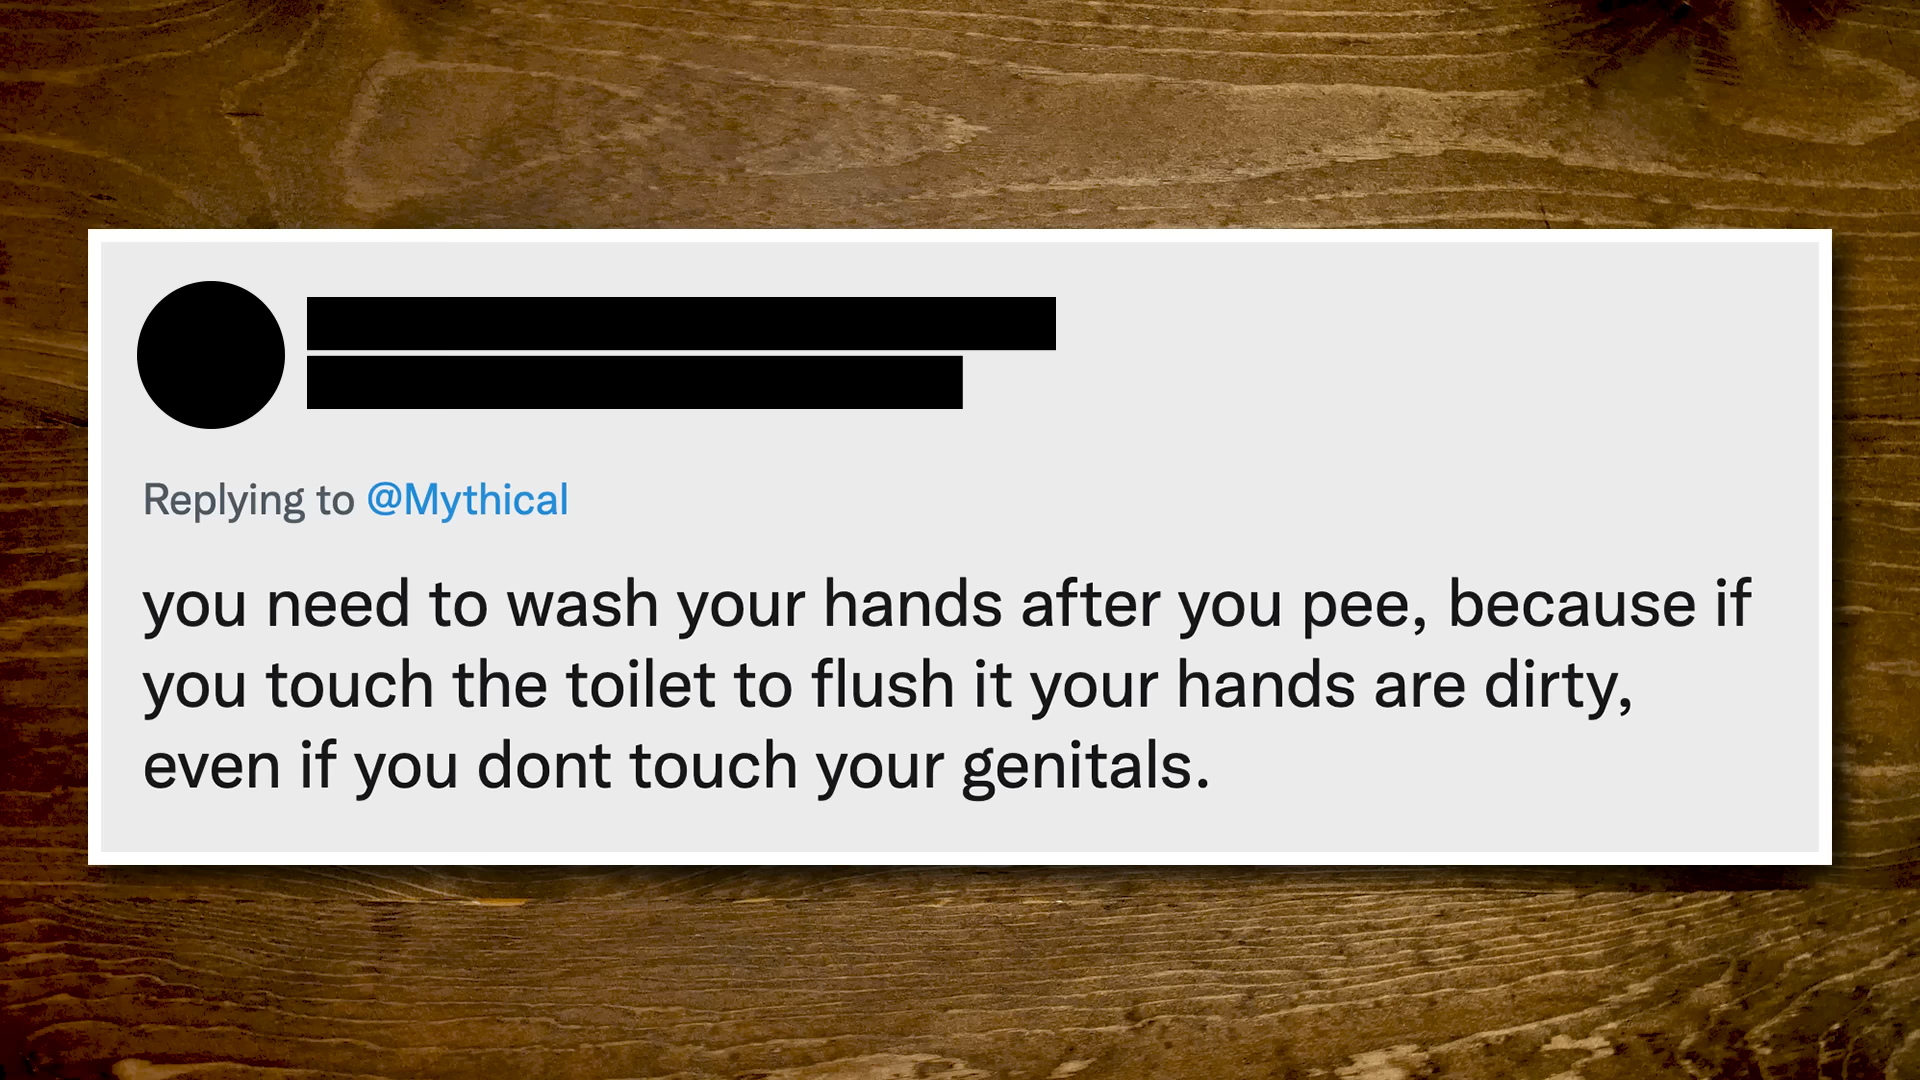 Replying to @Mythical
you need to wash your hands after you pee, because if
you touch the toilet to flush it your hands are dirty,
even if you dont touch your genitals.